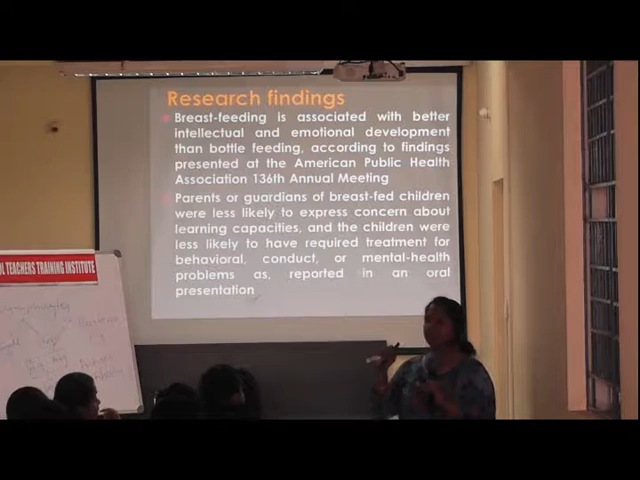 Research findings
Breast-feeding is associated with better
intellectual and emotional development
than bottle feeding, according to findings
presented at the American Public Health
Association 136th Annual Meeting
Parents or guardians of breast-fed children
were less likely to express concern about
learning capacities, and the children were
less likely to have required treatment for
behavioral, conduct, or mental-health
problems as, reported in an oral
presentation
TEACHERS TRAINING INSTITUTE